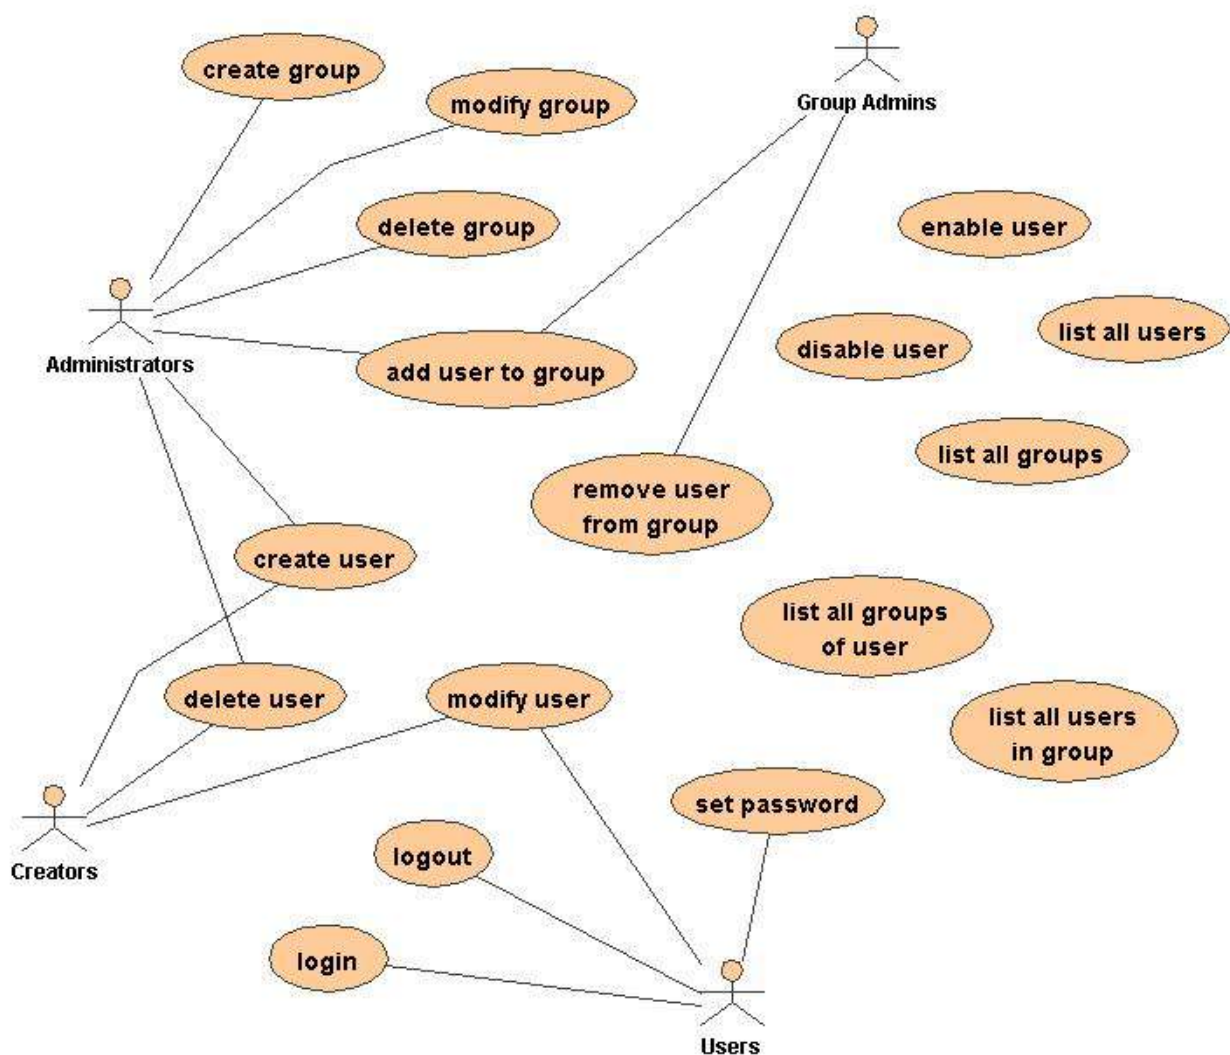 create group
modify group
Group Admins
delete group
enable user
Administrators
add user to group
disable user
list all users
list all groups
remove user
from group
create user
list all groups
of user
delete user
modify user
list all users
in group
set password
Creators
logout
login
Users